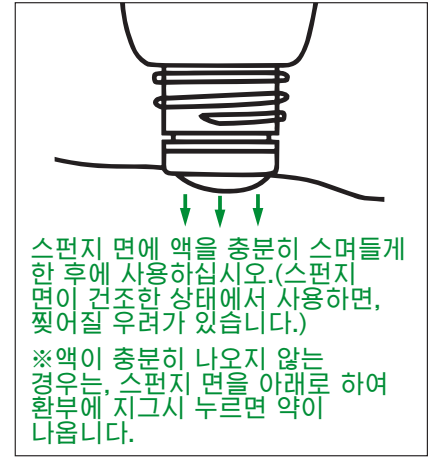 스펀지 면에 액을 충분히 스며들게
한 후에 사용하십시오.(스펀지
면이 건조한 상태에서 사용하면,
찢어질 우려가 있습니다.)
※액이 충분히 나오지 않는
경우는, 스펀지 면을 아래로 하여
환부에 지그시 누르면 약이
나옵니다.